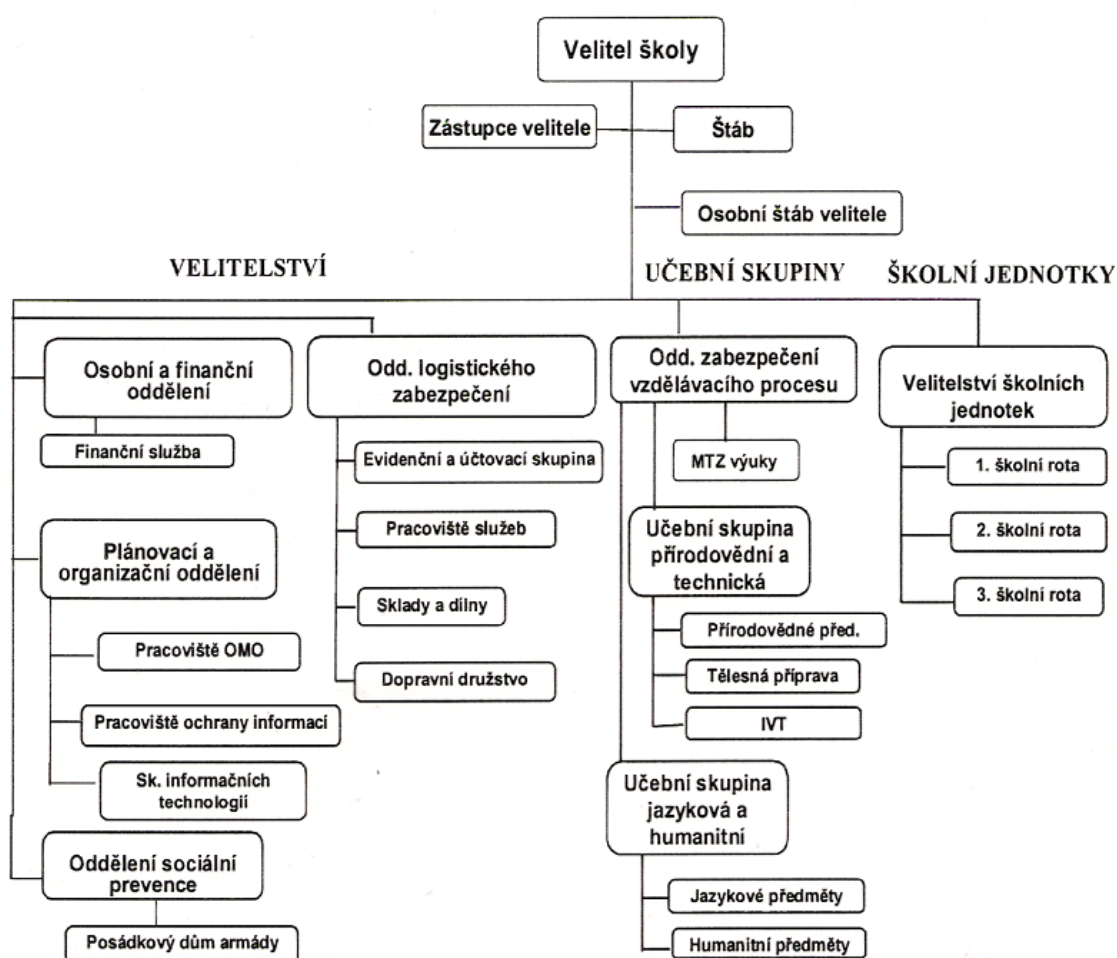 Velitel školy
Zástupce velitele
Štáb
Osobní štáb velitele
VELITELSTVÍ
UČEBNÍ SKUPINY
ŠKOLNÍ JEDNOTKY
Osobní a finanční
oddělení
Finanční služba
Plánovací a
organizační oddělení
Pracoviště OMO
Pracoviště ochrany informací
Sk. informačních
technologií
Oddělení sociální
prevence
Posádkový dům armády
Odd. logistického
zabezpečení
Evidenční a účtovací skupina
Pracoviště služeb
Sklady a dílny
Dopravní družstvo
Odd. zabezpečení
vzdělávacího procesu
MTZ výuky
Učební skupina
přírodovědní a
technická
Přírodovědné před.
Tělesná příprava
IVT
Učební skupina
jazyková a
humanitní
Jazykové předměty
Humanitní předměty
Velitelství školních
jednotek
1. školní rota
2. školní rota
3. školní rota